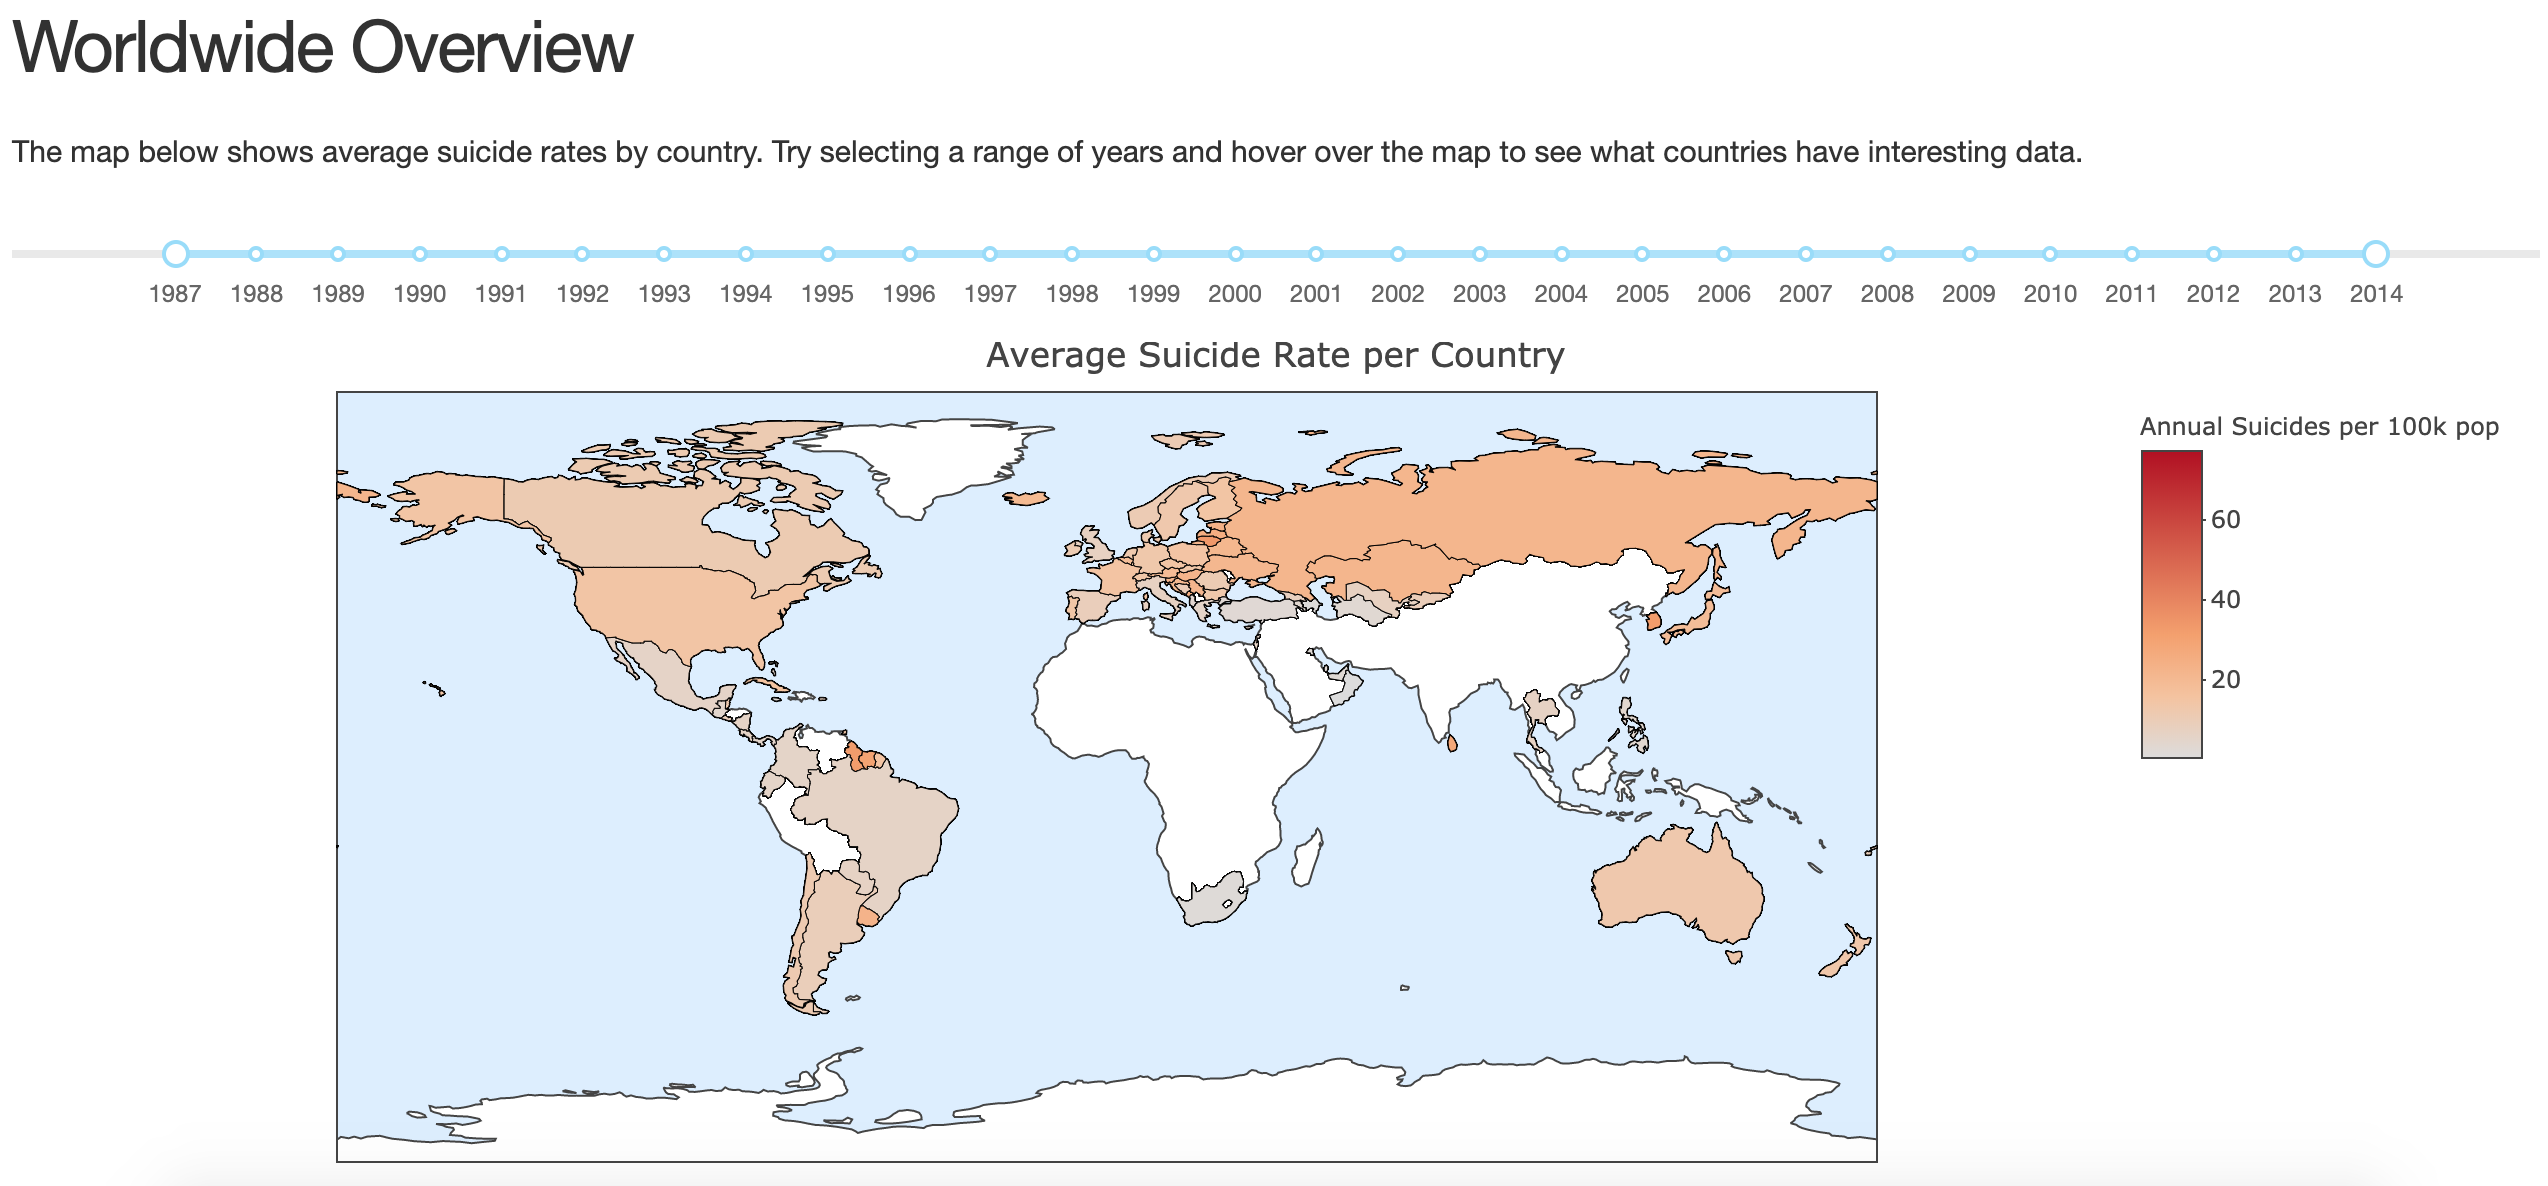 Worldwide Overview
The map below shows average suicide rates by country. Try selecting a range of years and hover over the map to see what countries have interesting data.
1987 1988 1989 1990 1991 1992 1993 1994 1995 1996 1997 1998 1999 2000 2001 2002 2003 2004 2005 2006 2007 2008 2009 2010 2011 2012 2013 2014
Average Suicide Rate per Country
Annual Suicides per 100k pop
60
40
20